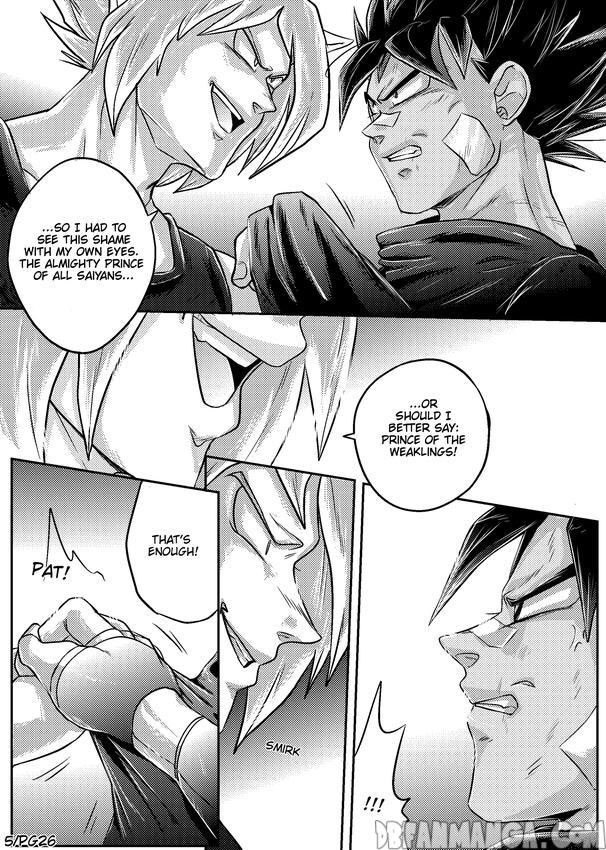 ...SO I HAD TO
SEE THIS SHAME
WITH MY OWN EYES.
THE ALMIGHTY PRINCE
OF ALL SAIYANS...
...OR
SHOULD I
BETTER SAY:
PRINCE OF THE
WEAKLINGS!
THAT'S
ENOUGH!
PAT!
SMIRK
!!!
5/PG26
DBFANMANGA.COM